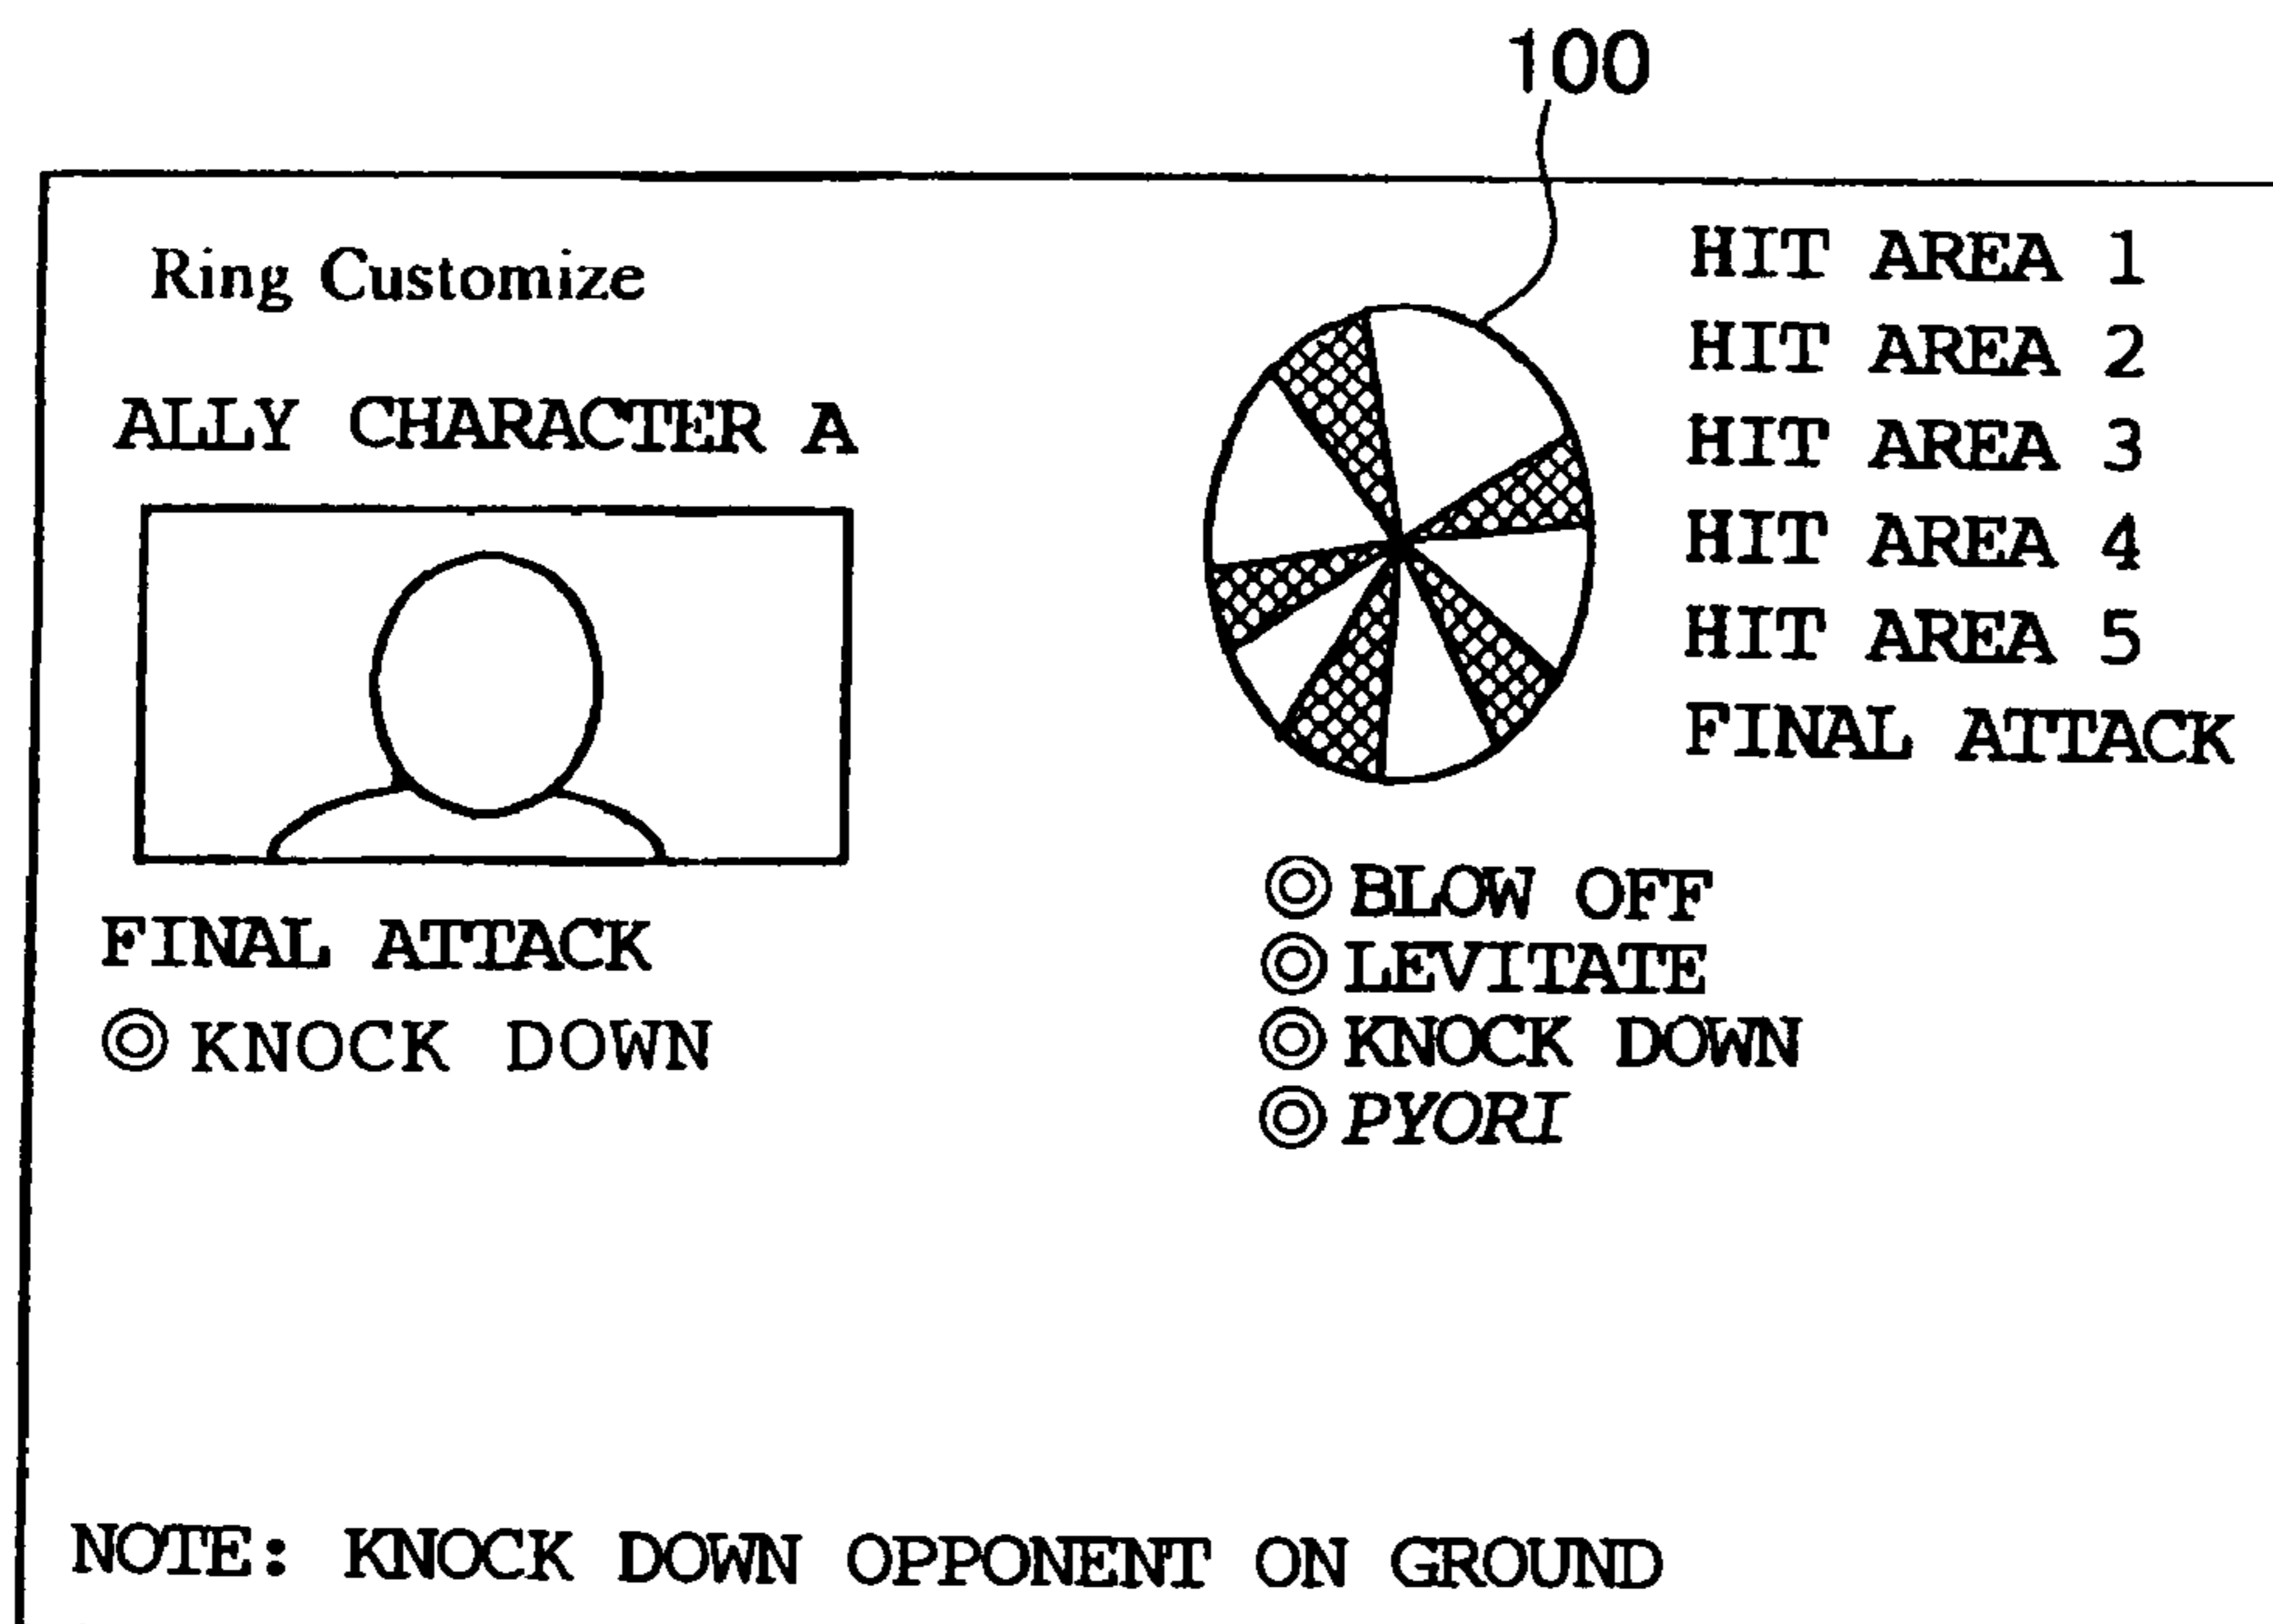 100
Ring Customize
ALLY CHARACTER A
FINAL ATTACK
◎ KNOCK DOWN
HIT AREA 1
HIT AREA 2
HIT AREA 3
HIT AREA 4
HIT AREA 5
FINAL ATTACK
◎ BLOW OFF
◎ LEVITATE
◎ KNOCK DOWN
◎ PYORI
NOTE: KNOCK DOWN OPPONENT ON GROUND